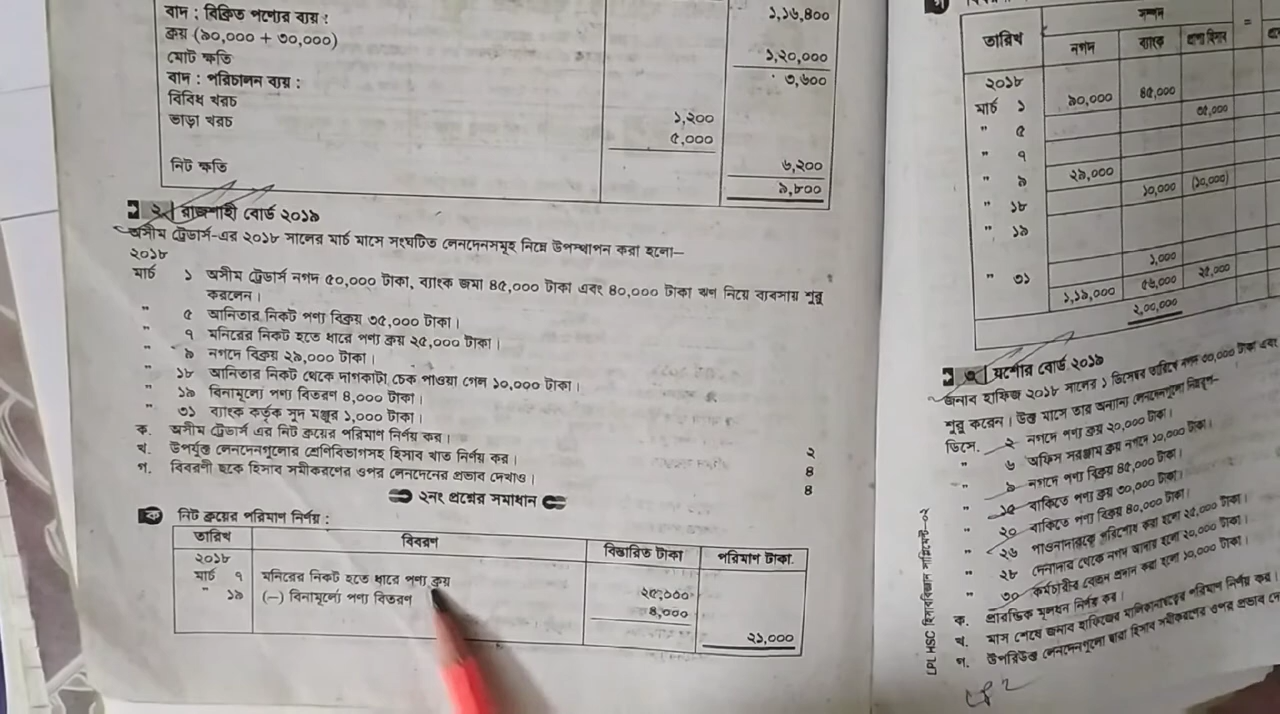 বাদ : বিক্রিত পণ্যের ব্যয় :
ক্রয় (৯০,০০০ + ৩০,০০০)
১,১৬,৪০০
মোট ক্ষতি
১,২০,০০০
বাদ : পরিচালন ব্যয় :
৩,৬০০
বিবিধ খরচ
১,২০০
ভাড়া খরচ
৫,০০০
৬,২০০
নিট ক্ষতি
৯,৮০০
২ রাজশাহী বোর্ড ২০১৯
অসীম ট্রেডার্স-এর ২০১৮ সালের মার্চ মাসে সংঘটিত লেনদেনসমূহ নিম্নে উপস্থাপন করা হলো—
২০১৮
মার্চ ১ অসীম ট্রেডার্স নগদ ৫০,০০০ টাকা, ব্যাংক জমা ৪৫,০০০ টাকা এবং ৪০,০০০ টাকা ঋণ নিয়ে ব্যবসায় শুরু
করলেন।
" ৫ আনিতার নিকট পণ্য বিক্রয় ৩৫,০০০ টাকা।
" ৭ মনিরের নিকট হতে ধারে পণ্য ক্রয় ২৫,০০০ টাকা।
" ৯ নগদে বিক্রয় ২৯,০০০ টাকা।
" ১৮ আনিতার নিকট থেকে দাগকাটা চেক পাওয়া গেল ১০,০০০ টাকা।
" ১৯ বিনামূল্যে পণ্য বিতরণ ৪,০০০ টাকা।
" ৩১ ব্যাংক কর্তৃক সুদ মঞ্জুর ১,০০০ টাকা।
ক. অসীম ট্রেডার্স এর নিট ক্রয়ের পরিমাণ নির্ণয় কর। ২
খ. উপর্যুক্ত লেনদেনগুলোর শ্রেণিবিভাগসহ হিসাব খাত নির্ণয় কর। ৪
গ. বিবরণী ছকে হিসাব সমীকরণের ওপর লেনদেনের প্রভাব দেখাও। ৪
২নং প্রশ্নের সমাধান
ক নিট ক্রয়ের পরিমাণ নির্ণয় :
তারিখ বিবরণ বিস্তারিত টাকা পরিমাণ টাকা
২০১৮
মার্চ ৭ মনিরের নিকট হতে ধারে পণ্য ক্রয় ২৫,০০০
" ১৯ (–) বিনামূল্যে পণ্য বিতরণ ৪,০০০
২১,০০০
সম্পদ
তারিখ নগদ ব্যাংক প্রাপ্য হিসাব =
২০১৮
মার্চ ১ ৯০,০০০ ৪৫,০০০
" ৫ ৩৫,০০০
" ৭
" ৯ ২৯,০০০
" ১৮ ১০,০০০ (১০,০০০)
" ১৯
" ৩১ ১,০০০
১,১৯,০০০ ৫৬,০০০ ২৫,০০০
২,০০,০০০
৩ যশোর বোর্ড ২০১৯
জনাব হাফিজ ২০১৮ সালের ১ ডিসেম্বর তারিখে নগদ ৫০,০০০ টাকা এবং
শুরু করেন। উক্ত মাসে তার অন্যান্য লেনদেনগুলো নিম্নরূপ–
ডিসে. ২ নগদে পণ্য ক্রয় ২০,০০০ টাকা।
" ৬ অফিস সরঞ্জাম ক্রয় নগদে ১০,০০০ টাকা।
" ৯ নগদে পণ্য বিক্রয় ৪৫,০০০ টাকা।
" ১৫ বাকিতে পণ্য ক্রয় ৩০,০০০ টাকা।
" ২০ বাকিতে পণ্য বিক্রয় ৪০,০০০ টাকা।
" ২৬ পাওনাদারকে পরিশোধ করা হলো ২৫,০০০ টাকা।
" ২৮ দেনাদার থেকে নগদ আদায় হলো ২০,০০০ টাকা।
" ৩০ কর্মচারীর বেতন প্রদান করা হলো ১০,০০০ টাকা।
ক. প্রারম্ভিক মূলধন নির্ণয় কর।
খ. মাস শেষে জনাব হাফিজের মালিকানাস্বত্বের পরিমাণ নির্ণয় কর।
গ. উপরিউক্ত লেনদেনগুলো দ্বারা হিসাব সমীকরণের ওপর প্রভাব
LPL HSC হিসাববিজ্ঞান সাপ্লিমেন্ট-০২